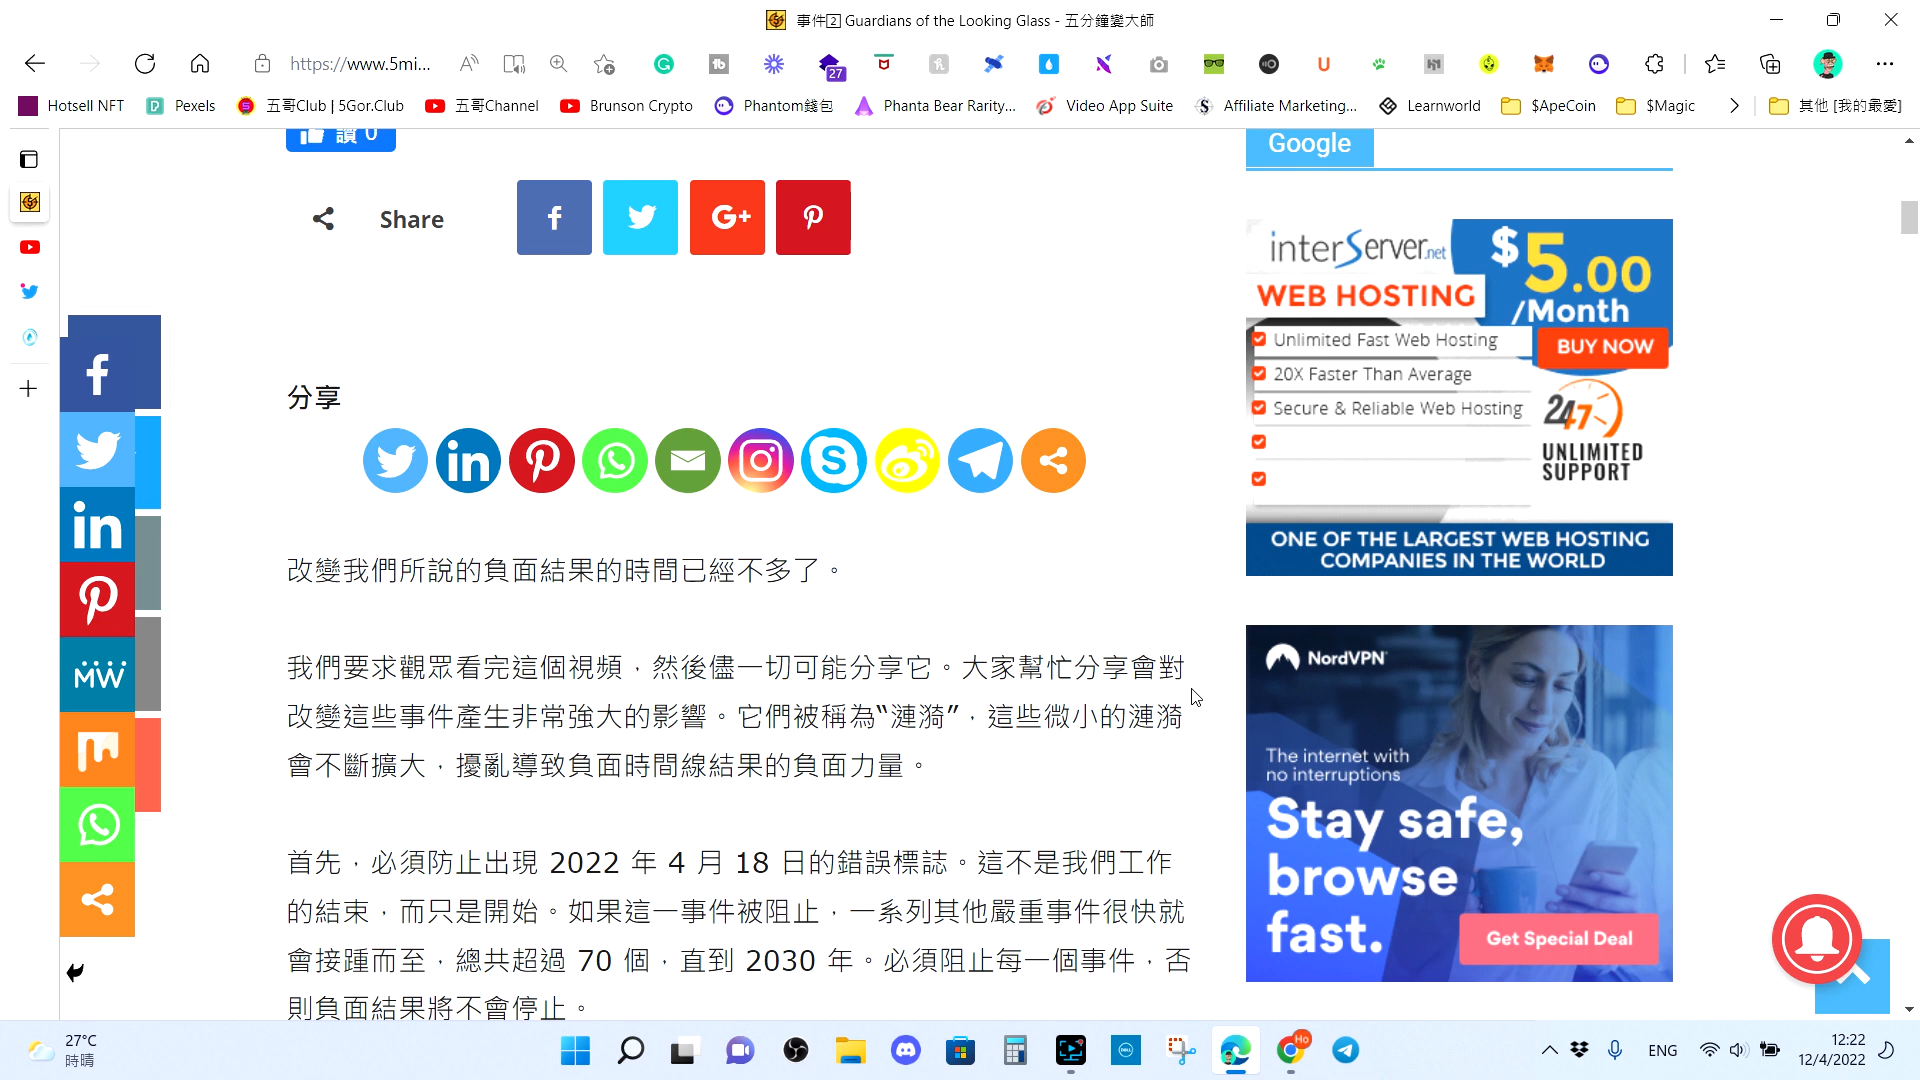 事件2 Guardians of the Looking Glass - 五分鐘變大師
https://www.5mi...
27
Hotsell NFT
Pexels
五哥Club | 5Gor.Club
五哥Channel
Brunson Crypto
Phantom錢包
Phanta Bear Rarity...
Video App Suite
Affiliate Marketing...
Learnworld
$ApeCoin
$Magic
其他 [我的最愛]
讚 0
Google
Share
G+
interServer.net
$5.00
/Month
WEB HOSTING
Unlimited Fast Web Hosting
BUY NOW
20X Faster Than Average
Secure & Reliable Web Hosting
24/7
UNLIMITED
SUPPORT
ONE OF THE LARGEST WEB HOSTING
COMPANIES IN THE WORLD
分享
改變我們所說的負面結果的時間已經不多了。
我們要求觀眾看完這個視頻，然後儘一切可能分享它。大家幫忙分享會對
改變這些事件產生非常強大的影響。它們被稱為“漣漪”，這些微小的漣漪
會不斷擴大，擾亂導致負面時間線結果的負面力量。
首先，必須防止出現 2022 年 4 月 18 日的錯誤標誌。這不是我們工作
的結束，而只是開始。如果這一事件被阻止，一系列其他嚴重事件很快就
會接踵而至，總共超過 70 個，直到 2030 年。必須阻止每一個事件，否
則負面結果將不會停止。
NordVPN
The internet with
no interruptions
Stay safe,
browse
fast.
Get Special Deal
27°C
時晴
ENG
12:22
12/4/2022